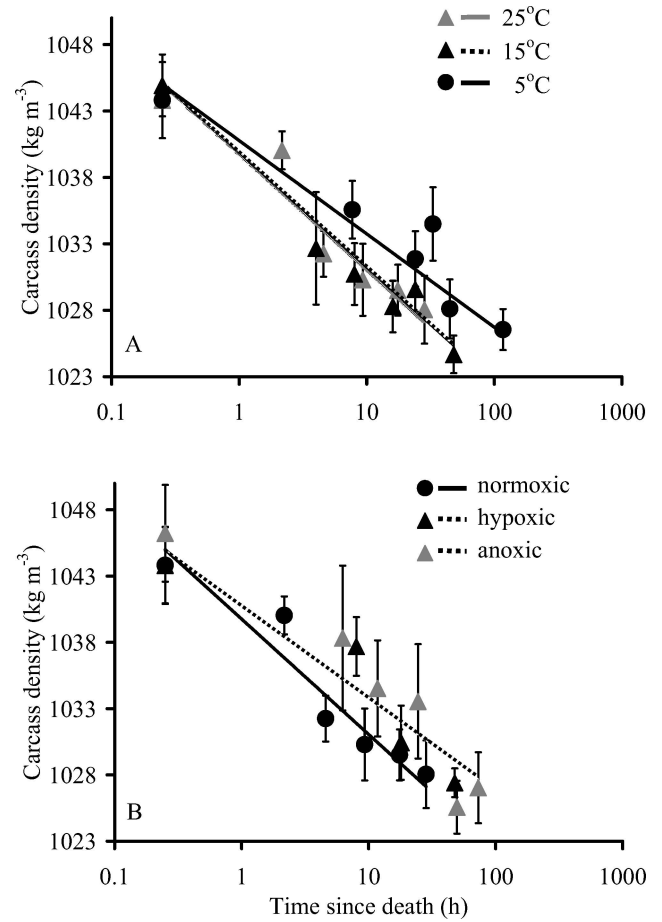 25°C
15°C
5°C
1048
1043
1038
1033
1028
1023
Carcass density (kg m⁻³)
A
0.1 1 10 100 1000
normoxic
hypoxic
anoxic
1048
1043
1038
1033
1028
1023
Carcass density (kg m⁻³)
B
0.1 1 10 100 1000
Time since death (h)